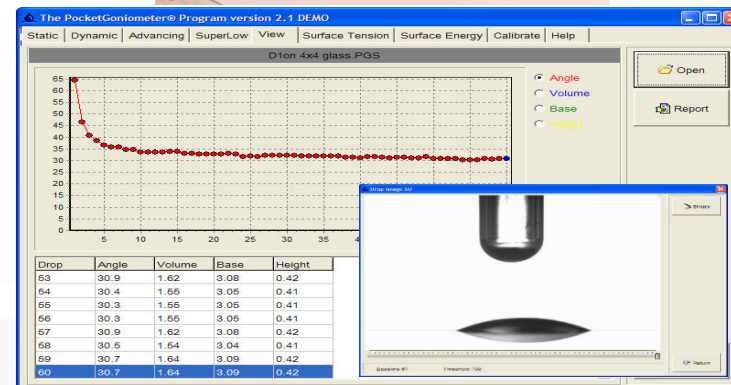 The PocketGoniometer® Program version 2.1 DEMO
Static Dynamic Advancing SuperLow View Surface Tension Surface Energy Calibrate Help
D1on 4x4 glass.PGS
Open
Report
Angle
Volume
Base
Height
65
60
55
50
45
40
35
30
25
20
15
10
5
0
5 10 15 20 25 30 35
Drop Image 60
Binary
Return
Drop Angle Volume Base Height
53 30.9 1.62 3.08 0.42
54 30.4 1.55 3.05 0.41
55 30.3 1.55 3.05 0.41
56 30.3 1.55 3.05 0.41
57 30.9 1.62 3.08 0.42
58 30.5 1.54 3.04 0.41
59 30.7 1.64 3.09 0.42
60 30.7 1.64 3.09 0.42
Baseline Threshold